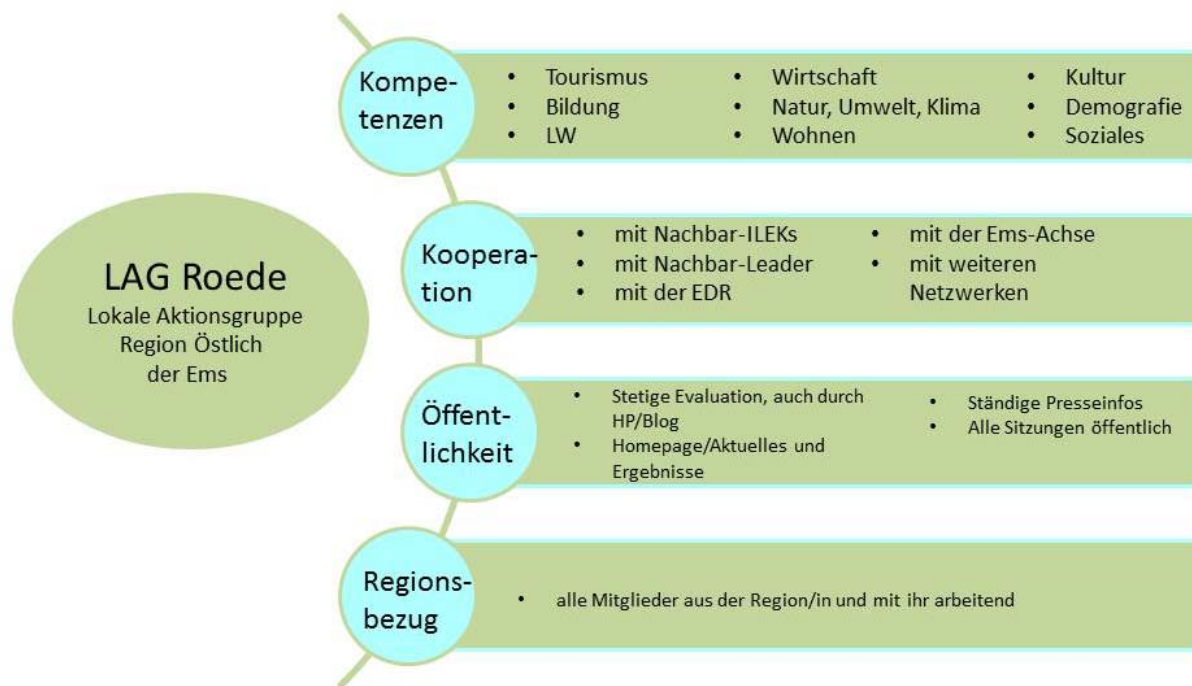 LAG Roede
Lokale Aktionsgruppe
Region Östlich
der Ems
Kompe-
tenzen
• Tourismus
• Bildung
• LW
• Wirtschaft
• Natur, Umwelt, Klima
• Wohnen
• Kultur
• Demografie
• Soziales
Koopera-
tion
• mit Nachbar-ILEKs
• mit Nachbar-Leader
• mit der EDR
• mit der Ems-Achse
• mit weiteren
Netzwerken
Öffent-
lichkeit
• Stetige Evaluation, auch durch
HP/Blog
• Homepage/Aktuelles und
Ergebnisse
• Ständige Presseinfos
• Alle Sitzungen öffentlich
Regions-
bezug
• alle Mitglieder aus der Region/in und mit ihr arbeitend